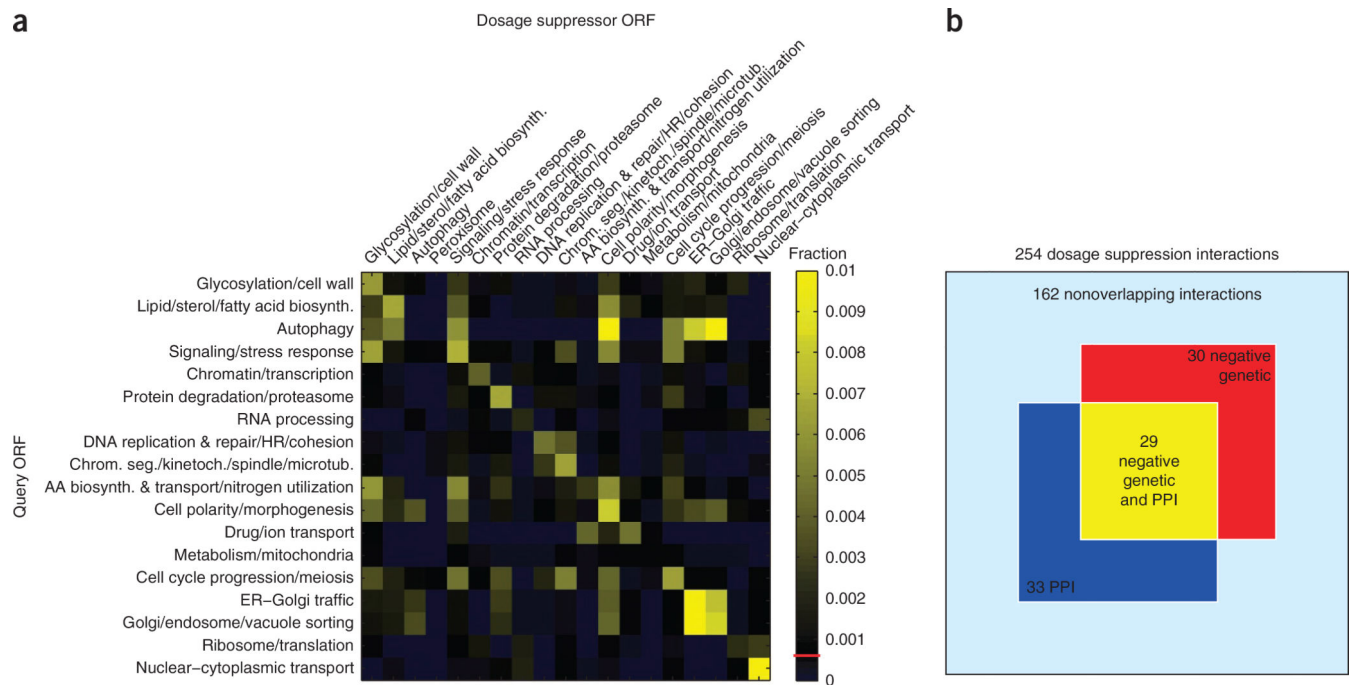 a
Dosage suppressor ORF
Glycosylation/cell wall
Lipid/sterol/fatty acid biosynth.
Autophagy
Peroxisome
Signaling/stress response
Chromatin/transcription
Protein degradation/proteasome
RNA processing
DNA replication & repair/HR/cohesion
Chrom. seg./kinetoch./spindle/microtub.
AA biosynth. & transport/nitrogen utilization
Cell polarity/morphogenesis
Drug/ion transport
Metabolism/mitochondria
Cell cycle progression/meiosis
ER–Golgi traffic
Golgi/endosome/vacuole sorting
Ribosome/translation
Nuclear–cytoplasmic transport
Query ORF
Glycosylation/cell wall
Lipid/sterol/fatty acid biosynth.
Autophagy
Signaling/stress response
Chromatin/transcription
Protein degradation/proteasome
RNA processing
DNA replication & repair/HR/cohesion
Chrom. seg./kinetoch./spindle/microtub.
AA biosynth. & transport/nitrogen utilization
Cell polarity/morphogenesis
Drug/ion transport
Metabolism/mitochondria
Cell cycle progression/meiosis
ER–Golgi traffic
Golgi/endosome/vacuole sorting
Ribosome/translation
Nuclear–cytoplasmic transport
Fraction
0.01
0.009
0.008
0.007
0.006
0.005
0.004
0.003
0.002
0.001
0
b
254 dosage suppression interactions
162 nonoverlapping interactions
30 negative
genetic
29
negative
genetic
and PPI
33 PPI